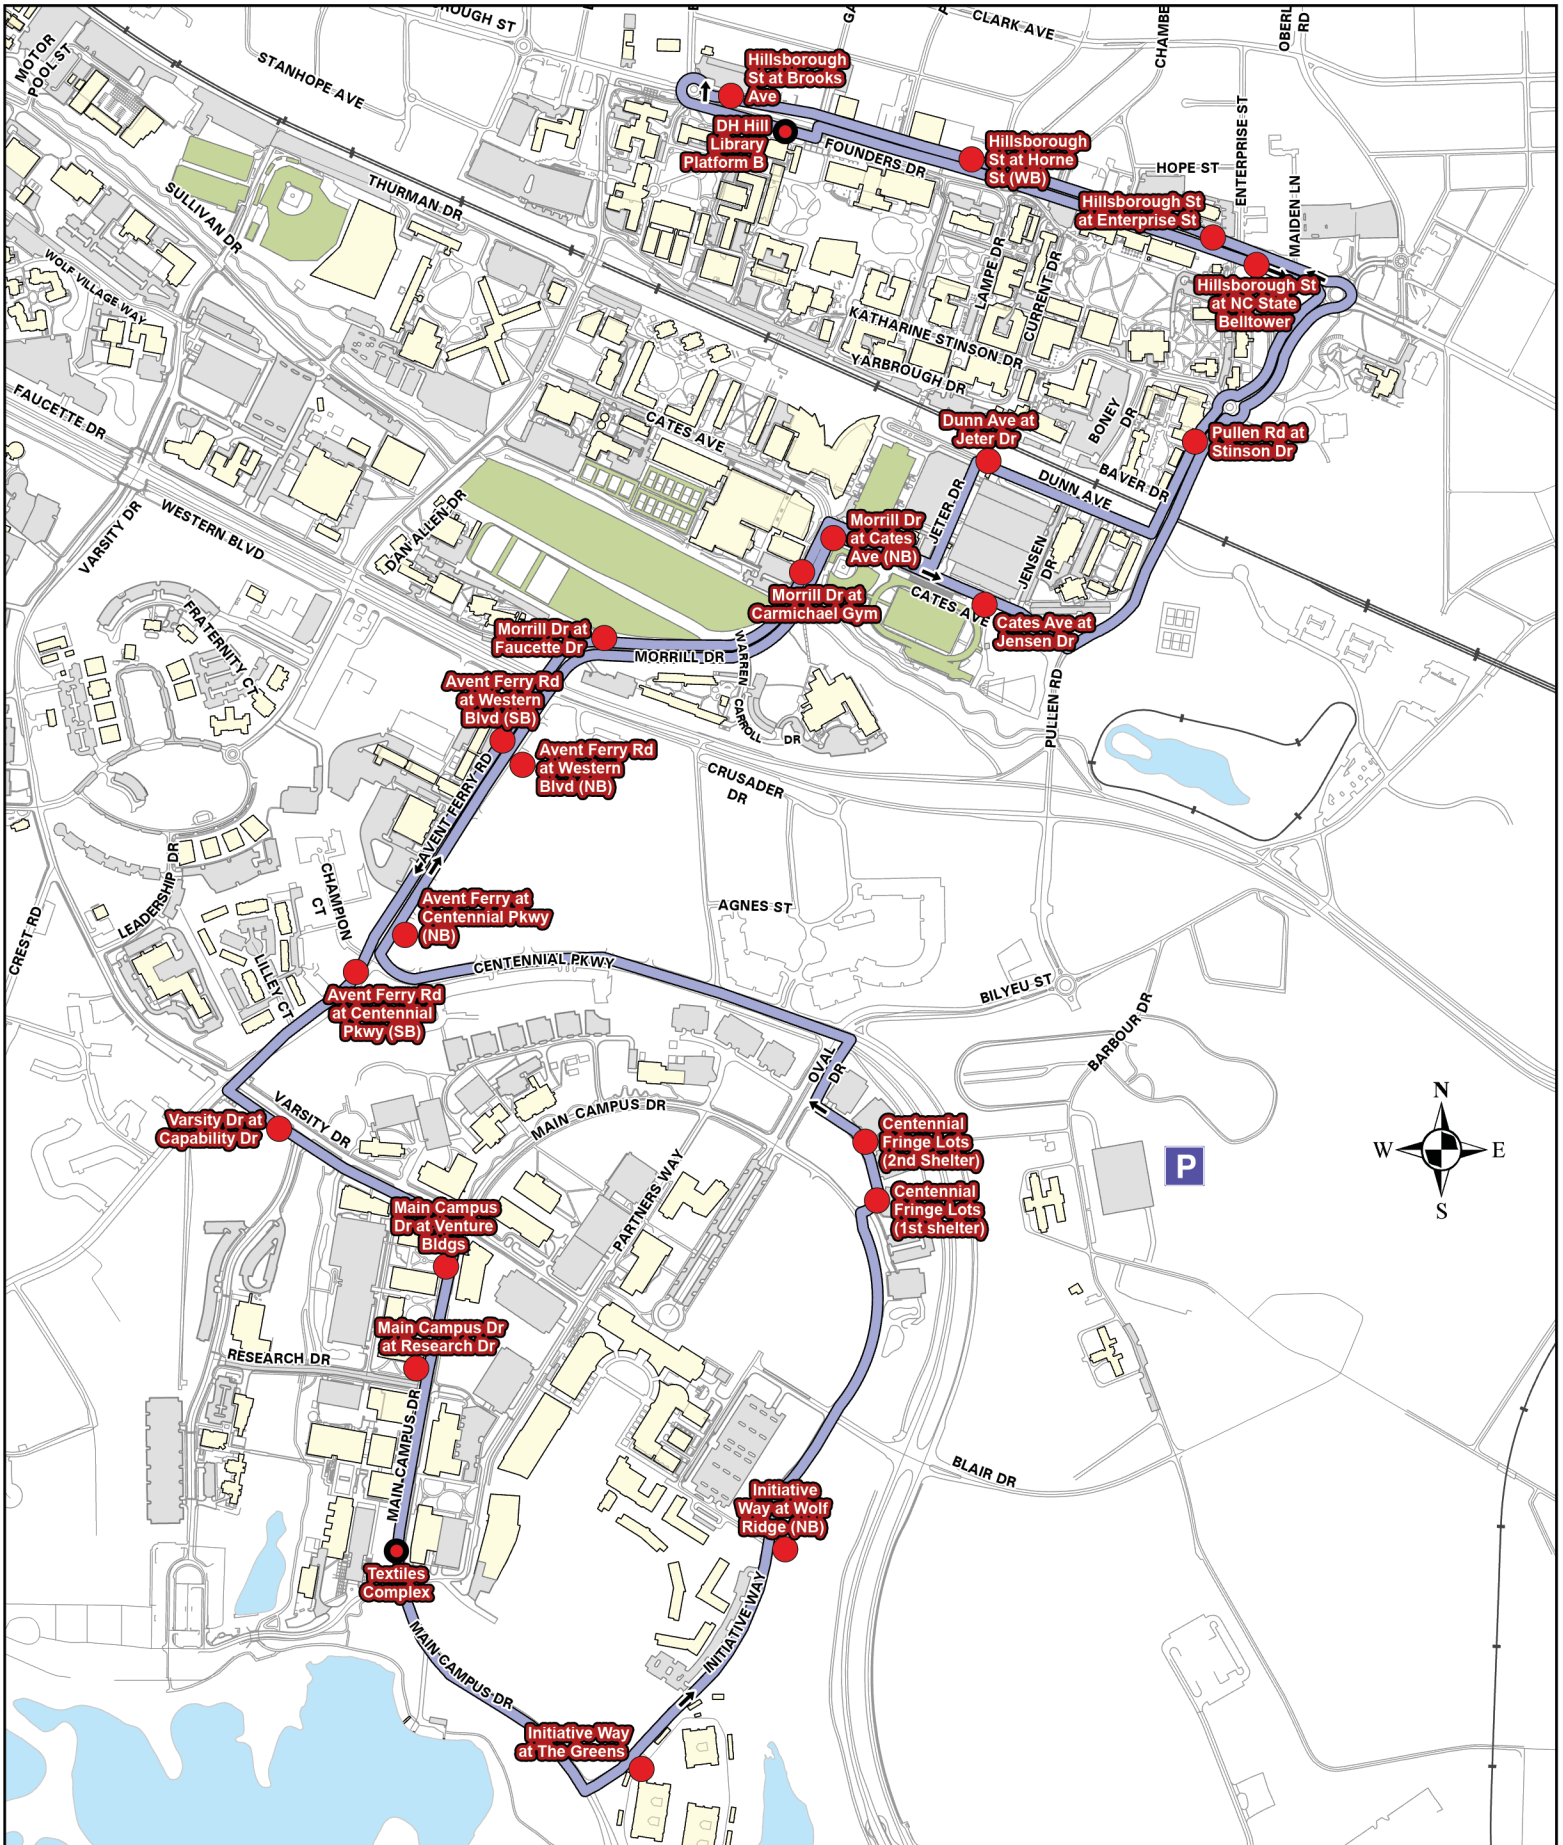 ROUGH ST
CLARK AVE
CHAMBE
OBERL
RD
MOTOR
POOL ST
STANHOPE AVE
Hillsborough
St at Brooks
Ave
DH Hill
Library
Platform B
FOUNDERS DR
Hillsborough
St at Horne
St (WB)
HOPE ST
ENTERPRISE ST
MAIDEN LN
Hillsborough St
at Enterprise St
THURMAN DR
SULLIVAN DR
WOLF VILLAGE WAY
LAMPE DR
CURRENT DR
Hillsborough St
at NC State
Belltower
KATHARINE STINSON DR
YARBROUGH DR
FAUCETTE DR
CATES AVE
Dunn Ave at
Jeter Dr
BONEY
DR
Pullen Rd at
Stinson Dr
BAVER DR
DUNN AVE
JETER DR
JENSEN
DR
VARSITY DR
WESTERN BLVD
DAN ALLEN DR
Morrill Dr
at Cates
Ave (NB)
Morrill Dr at
Carmichael Gym
CATES AVE
Cates Ave at
Jensen Dr
FRATERNITY CT
Morrill Dr at
Faucette Dr
MORRILL DR
WARREN
CARROLL
DR
PULLEN RD
Avent Ferry Rd
at Western
Blvd (SB)
Avent Ferry Rd
at Western
Blvd (NB)
CRUSADER
DR
AVENT FERRY RD
LEADERSHIP DR
CHAMPION
CT
CREST RD
LILLEY CT
Avent Ferry at
Centennial Pkwy
(NB)
AGNES ST
CENTENNIAL PKWY
BILYEU ST
Avent Ferry Rd
at Centennial
Pkwy (SB)
BARBOUR DR
OVAL
DR
MAIN CAMPUS DR
VARSITY DR
Varsity Dr at
Capability Dr
Centennial
Fringe Lots
(2nd Shelter)
P
N
W
E
S
PARTNERS WAY
Centennial
Fringe Lots
(1st shelter)
Main Campus
Dr at Venture
Bldgs
Main Campus Dr
at Research Dr
RESEARCH DR
MAIN CAMPUS DR
BLAIR DR
Initiative
Way at Wolf
Ridge (NB)
Textiles
Complex
INITIATIVE WAY
MAIN CAMPUS DR
Initiative Way
at The Greens